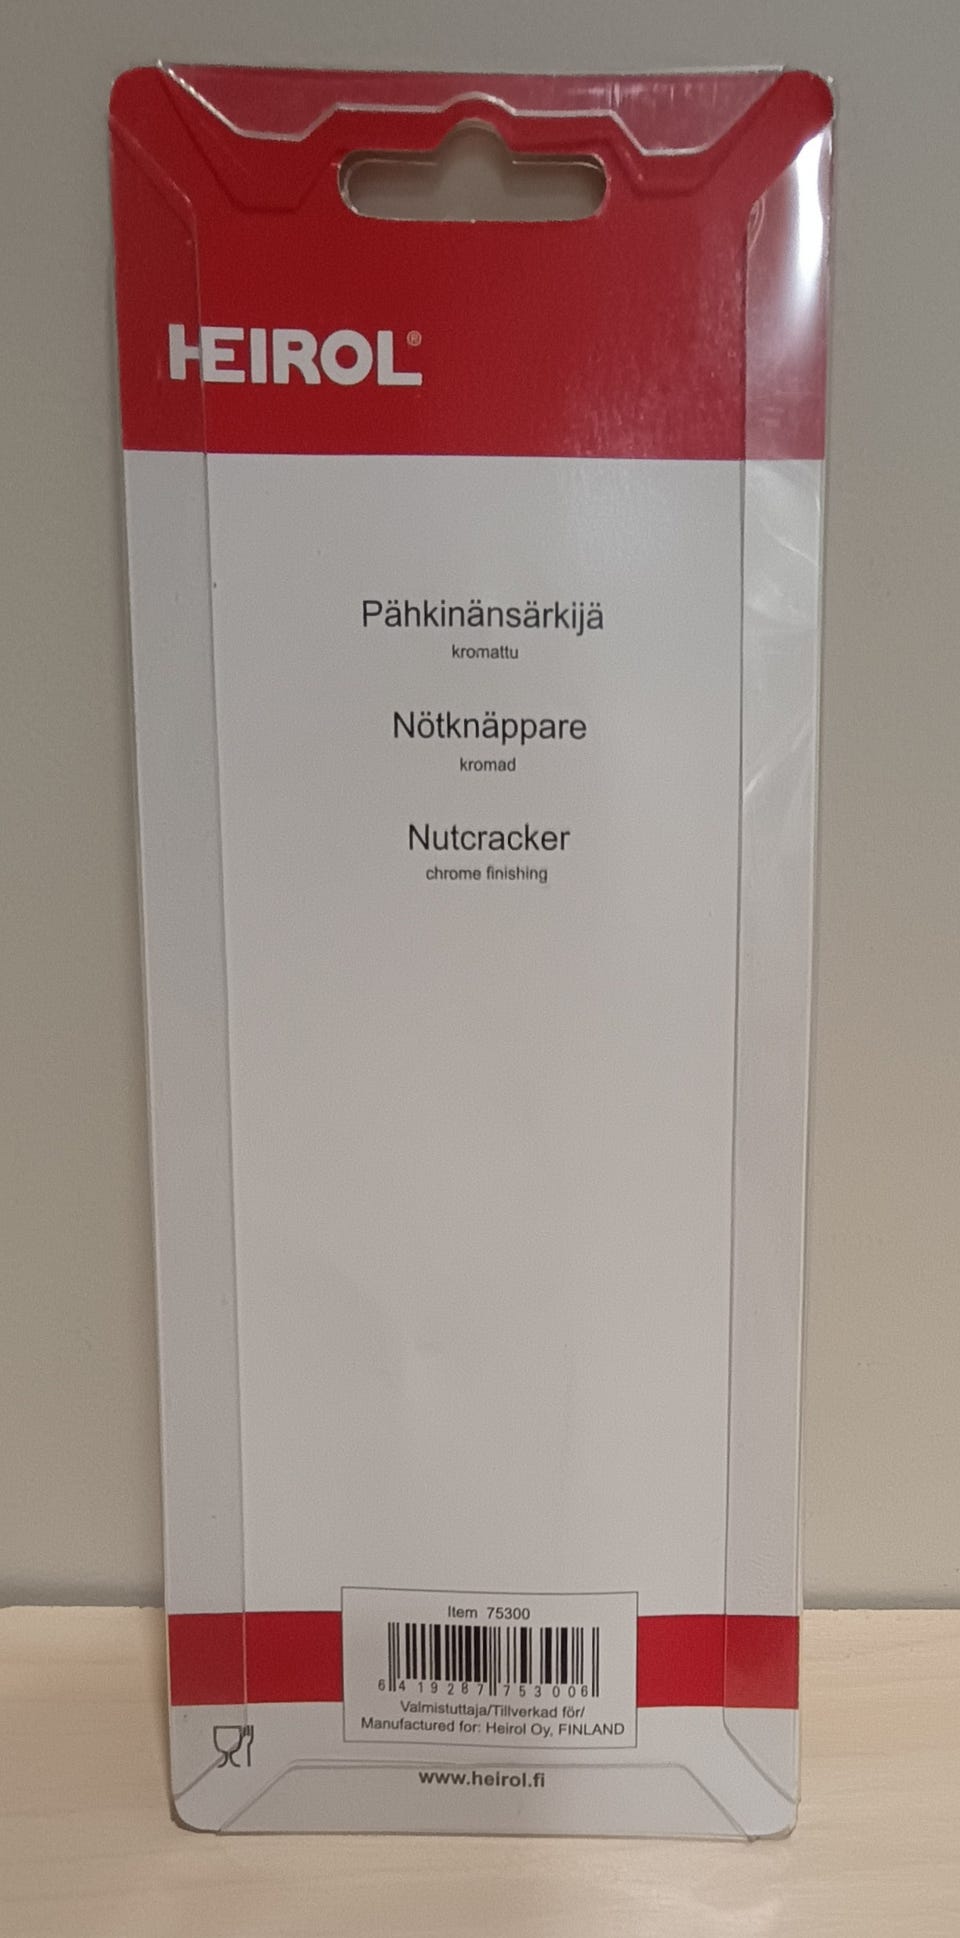 HEIROL®
Pähkinänsärkijä
kromattu
Nötknäppare
kromad
Nutcracker
chrome finishing
Item 75300
6 419287 753006
Valmistuttaja/Tillverkad för/
Manufactured for: Heirol Oy, FINLAND
www.heirol.fi